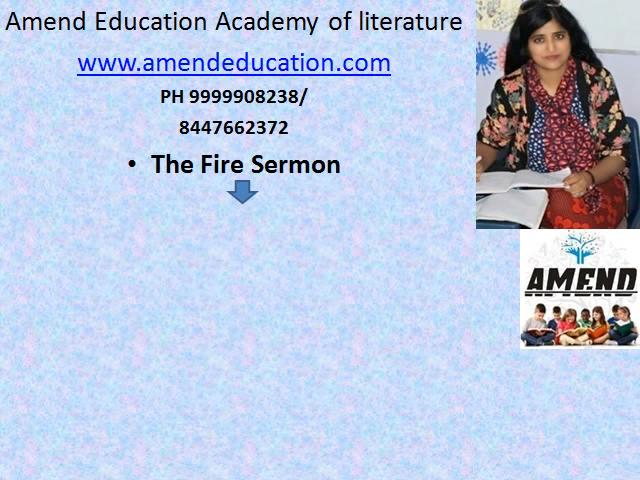 Amend Education Academy of literature
www.amendeducation.com
PH 9999908238/
8447662372
• The Fire Sermon
AMEND